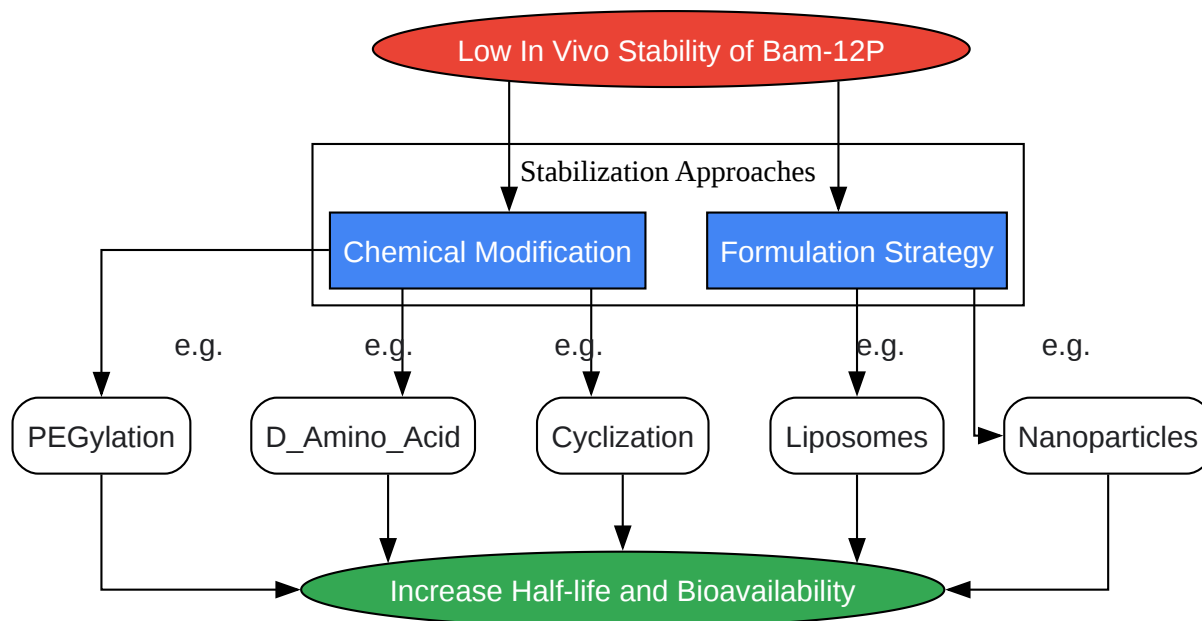 Low In Vivo Stability of Bam-12P
Stabilization Approaches
Chemical Modification
Formulation Strategy
e.g.
e.g.
e.g.
e.g.
e.g.
PEGylation
D_Amino_Acid
Cyclization
Liposomes
Nanoparticles
Increase Half-life and Bioavailability